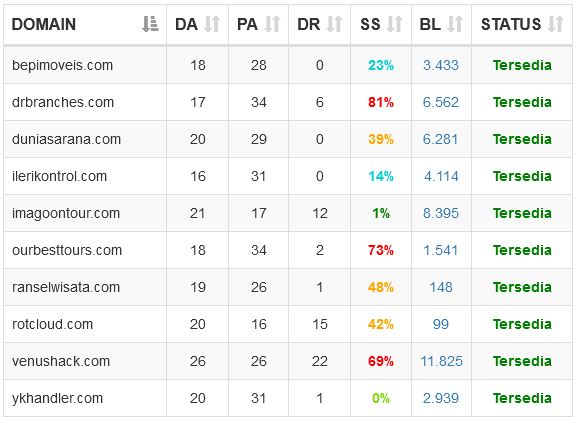 DOMAIN DA PA DR SS BL STATUS
bepimoveis.com 18 28 0 23% 3.433 Tersedia
drbranches.com 17 34 6 81% 6.562 Tersedia
duniasarana.com 20 29 0 39% 6.281 Tersedia
ilerikontrol.com 16 31 0 14% 4.114 Tersedia
imagoontour.com 21 17 12 1% 8.395 Tersedia
ourbesttours.com 18 34 2 73% 1.541 Tersedia
ranselwisata.com 19 26 1 48% 148 Tersedia
rotcloud.com 20 16 15 42% 99 Tersedia
venushack.com 26 26 22 69% 11.825 Tersedia
ykhandler.com 20 31 1 0% 2.939 Tersedia